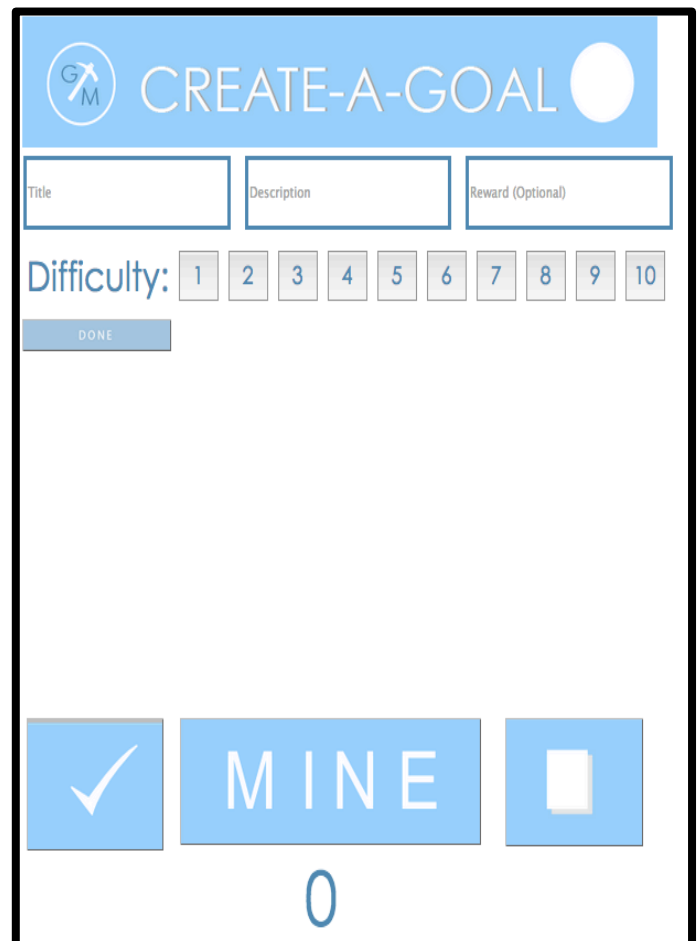 G M CREATE-A-GOAL
Title Description Reward (Optional)
Difficulty: 1 2 3 4 5 6 7 8 9 10
DONE
MINE
0